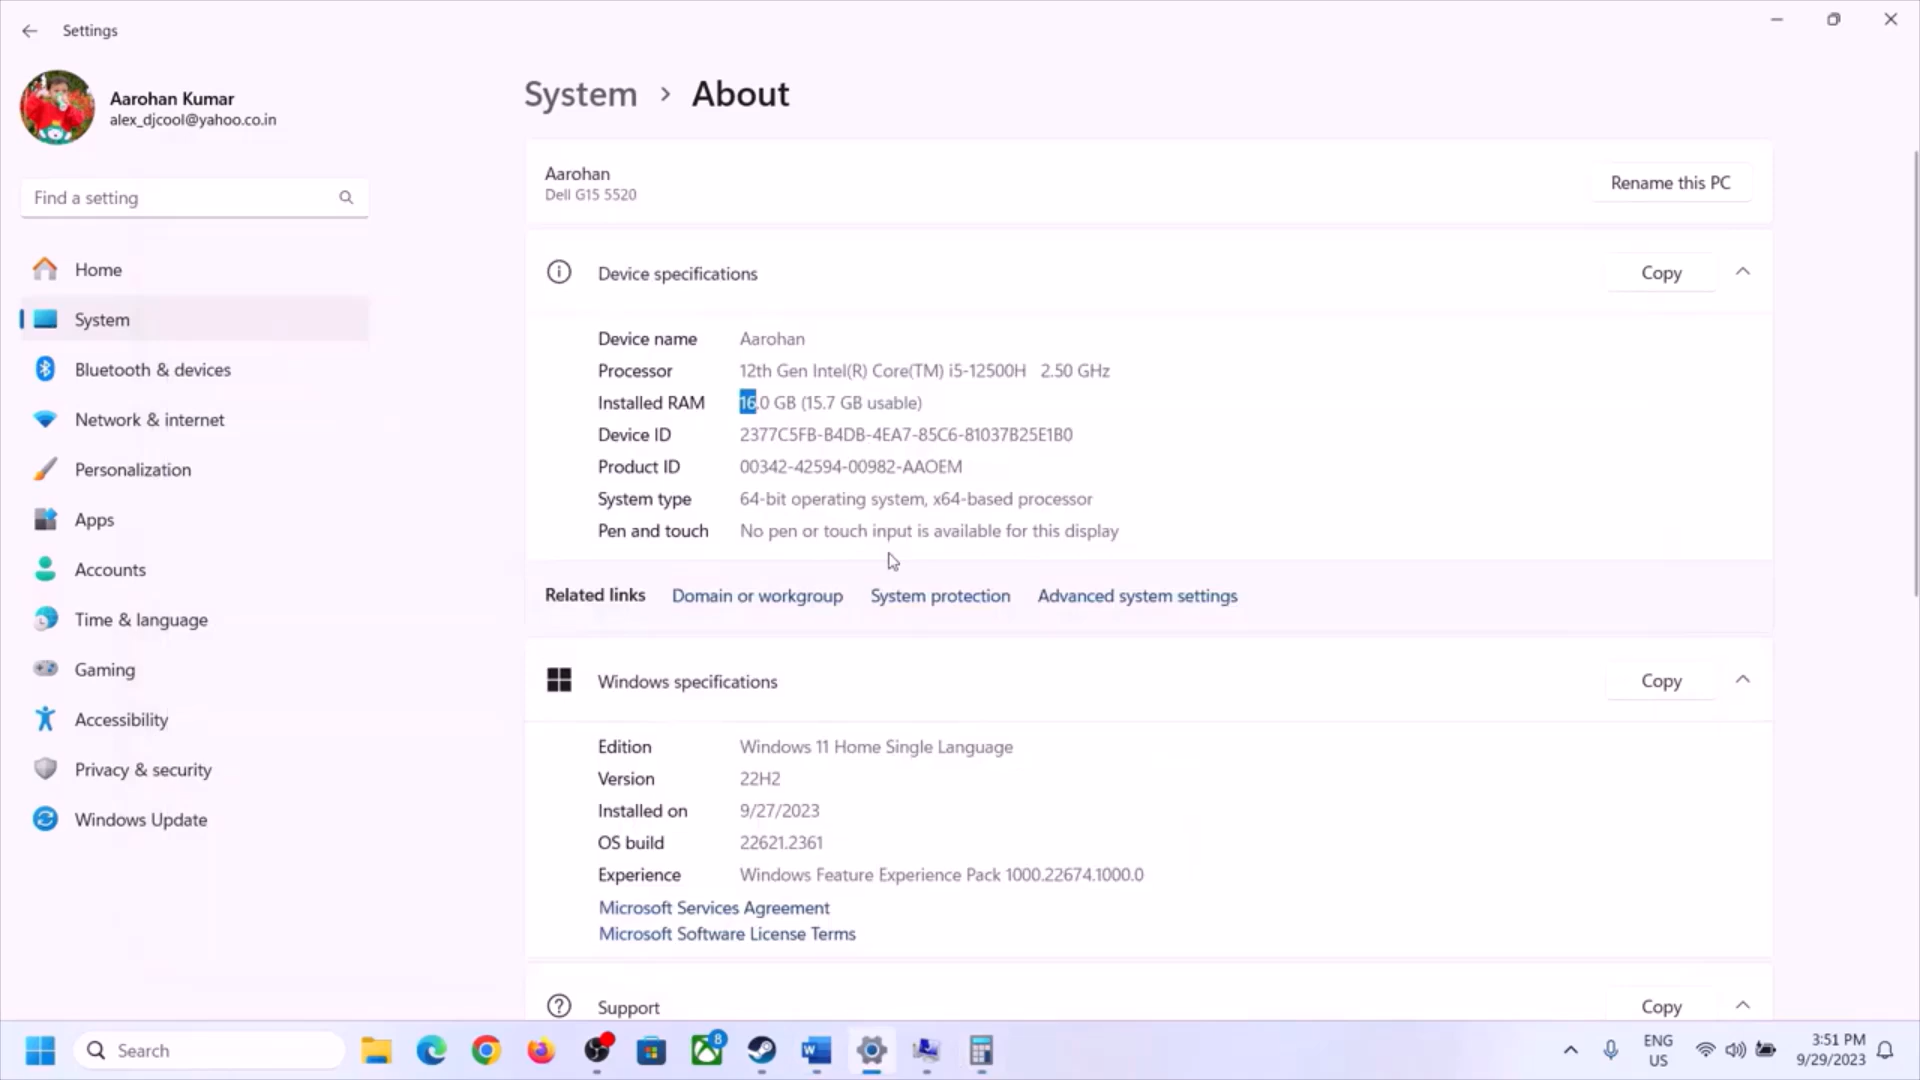 Settings
Aarohan Kumar
alex_djcool@yahoo.co.in
Find a setting
Home
System
Bluetooth & devices
Network & internet
Personalization
Apps
Accounts
Time & language
Gaming
Accessibility
Privacy & security
Windows Update
System > About
Aarohan
Dell G15 5520
Rename this PC
Device specifications
Copy
Device name Aarohan
Processor 12th Gen Intel(R) Core(TM) i5-12500H 2.50 GHz
Installed RAM 16.0 GB (15.7 GB usable)
Device ID 2377C5FB-B4DB-4EA7-85C6-81037B25E1B0
Product ID 00342-42594-00982-AAOEM
System type 64-bit operating system, x64-based processor
Pen and touch No pen or touch input is available for this display
Related links Domain or workgroup System protection Advanced system settings
Windows specifications
Copy
Edition Windows 11 Home Single Language
Version 22H2
Installed on 9/27/2023
OS build 22621.2361
Experience Windows Feature Experience Pack 1000.22674.1000.0
Microsoft Services Agreement
Microsoft Software License Terms
Support
Copy
Search
8
ENG
US
3:51 PM
9/29/2023